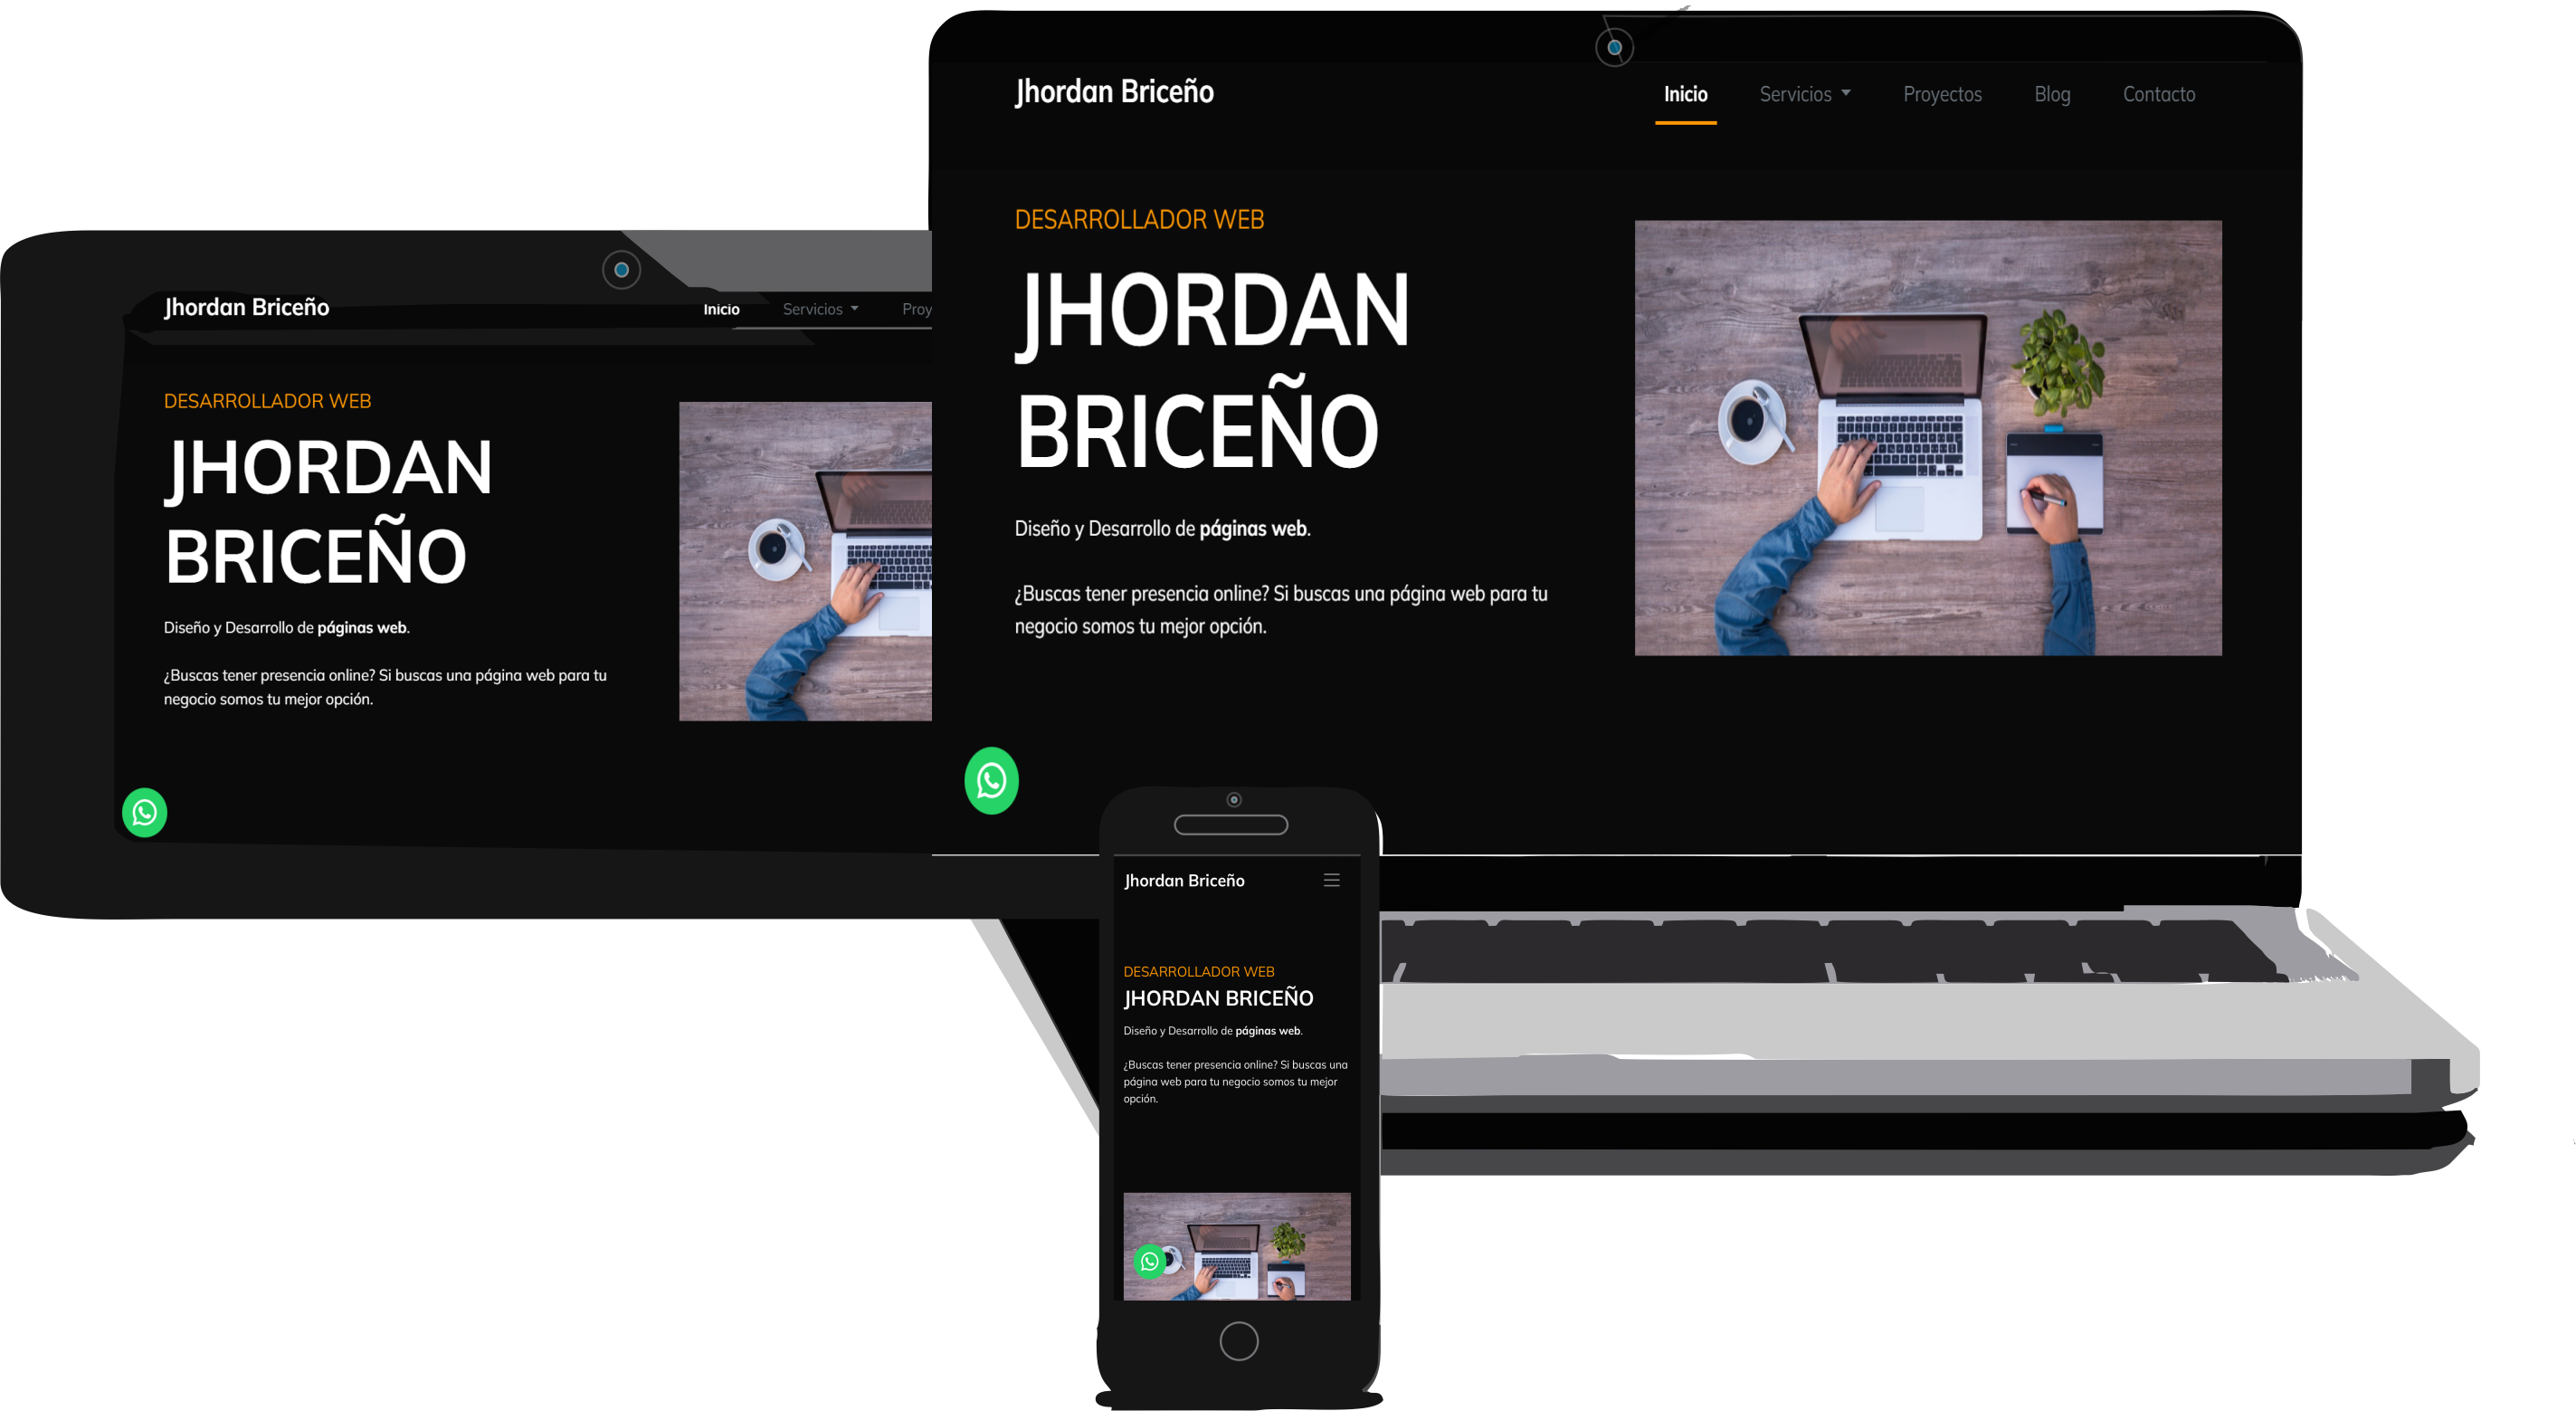 Jhordan Briceño
Inicio Servicios Proyectos Blog Contacto
DESARROLLADOR WEB
JHORDAN
BRICEÑO
Diseño y Desarrollo de páginas web.
¿Buscas tener presencia online? Si buscas una página web para tu
negocio somos tu mejor opción.
Jhordan Briceño
Inicio Servicios Proy
DESARROLLADOR WEB
JHORDAN
BRICEÑO
Diseño y Desarrollo de páginas web.
¿Buscas tener presencia online? Si buscas una página web para tu
negocio somos tu mejor opción.
Jhordan Briceño
DESARROLLADOR WEB
JHORDAN BRICEÑO
Diseño y Desarrollo de páginas web.
¿Buscas tener presencia online? Si buscas una
página web para tu negocio somos tu mejor
opción.